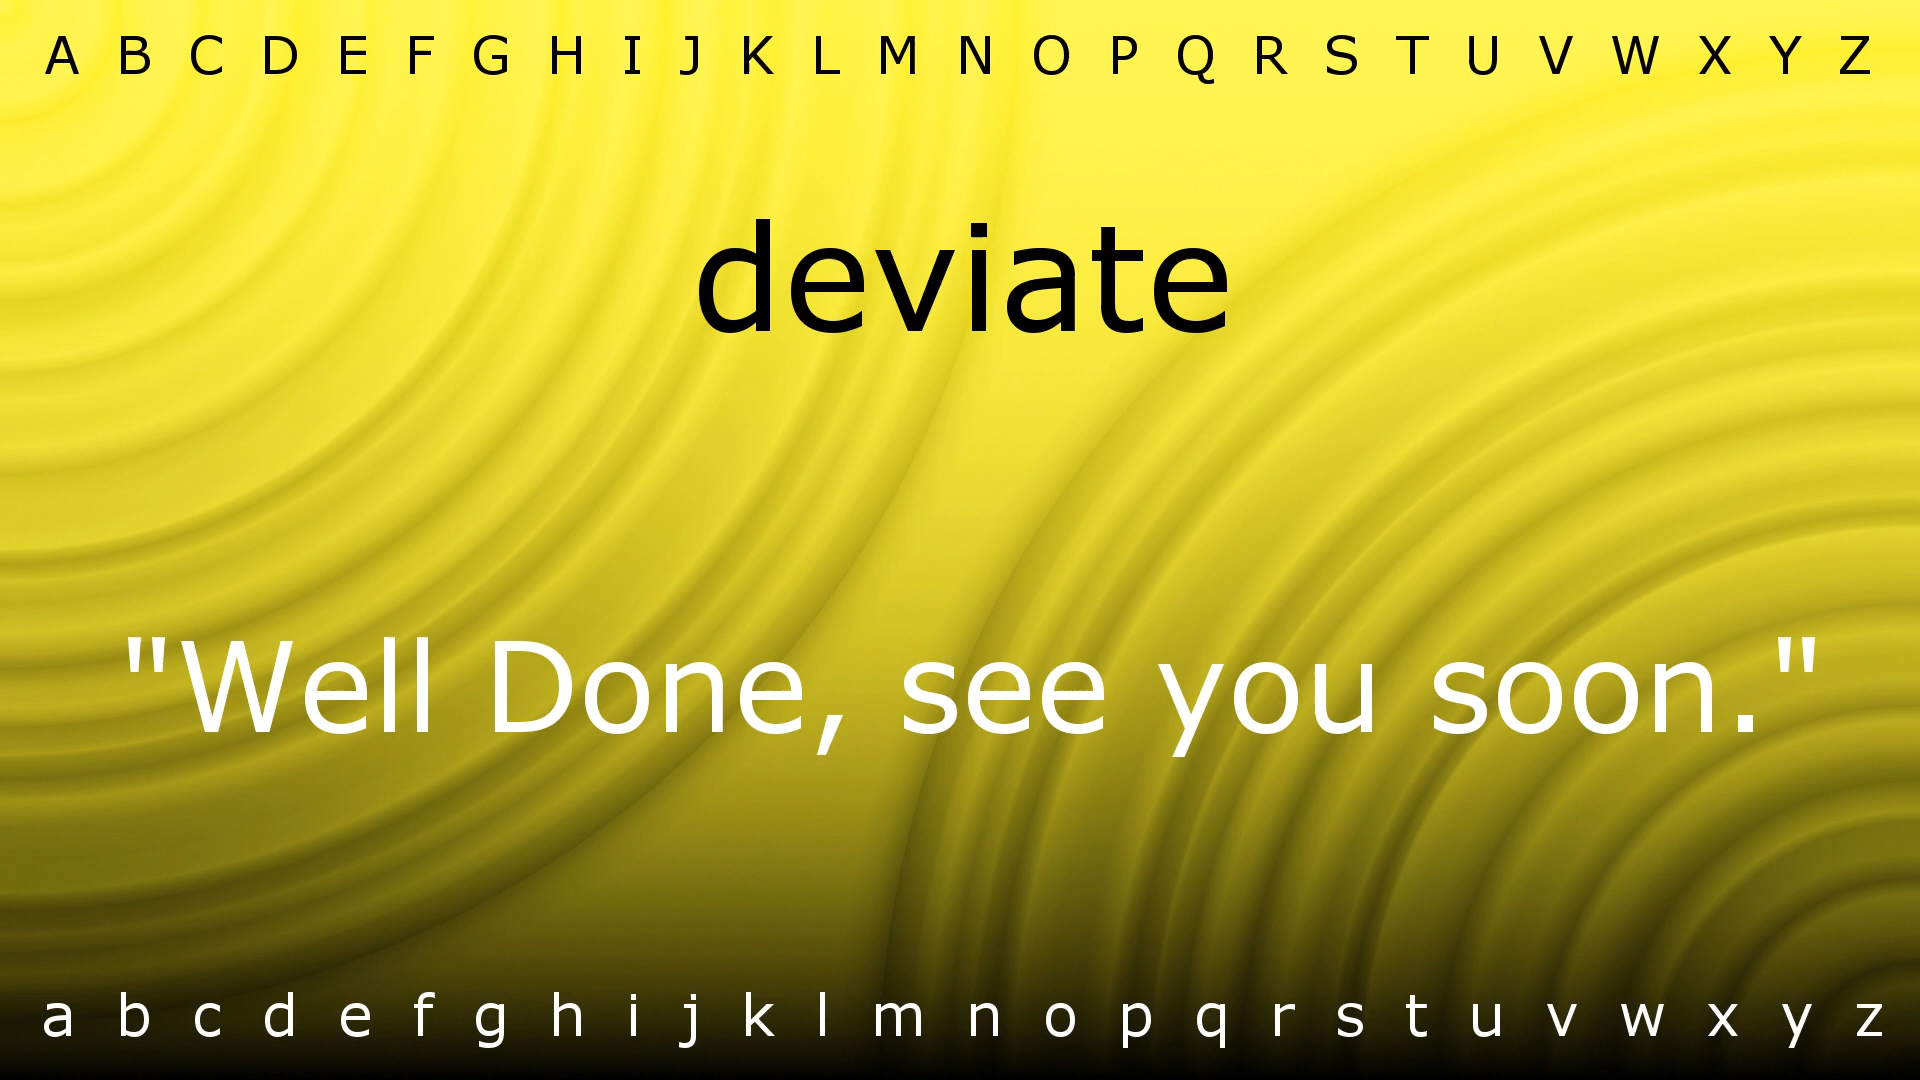 A B C D E F G H I J K L M N O P Q R S T U V W X Y Z
deviate
"Well Done, see you soon."
a b c d e f g h i j k l m n o p q r s t u v w x y z